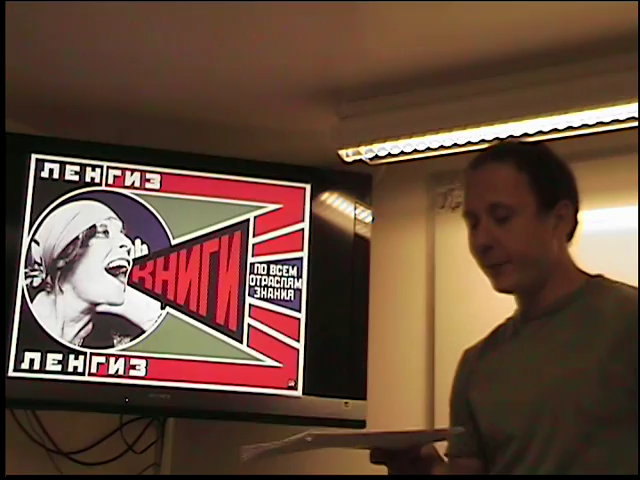 ЛЕНГИЗ
КНИГИ
ПО ВСЕМ
ОТРАСЛЯМ
ЗНАНИЯ
ЛЕНГИЗ